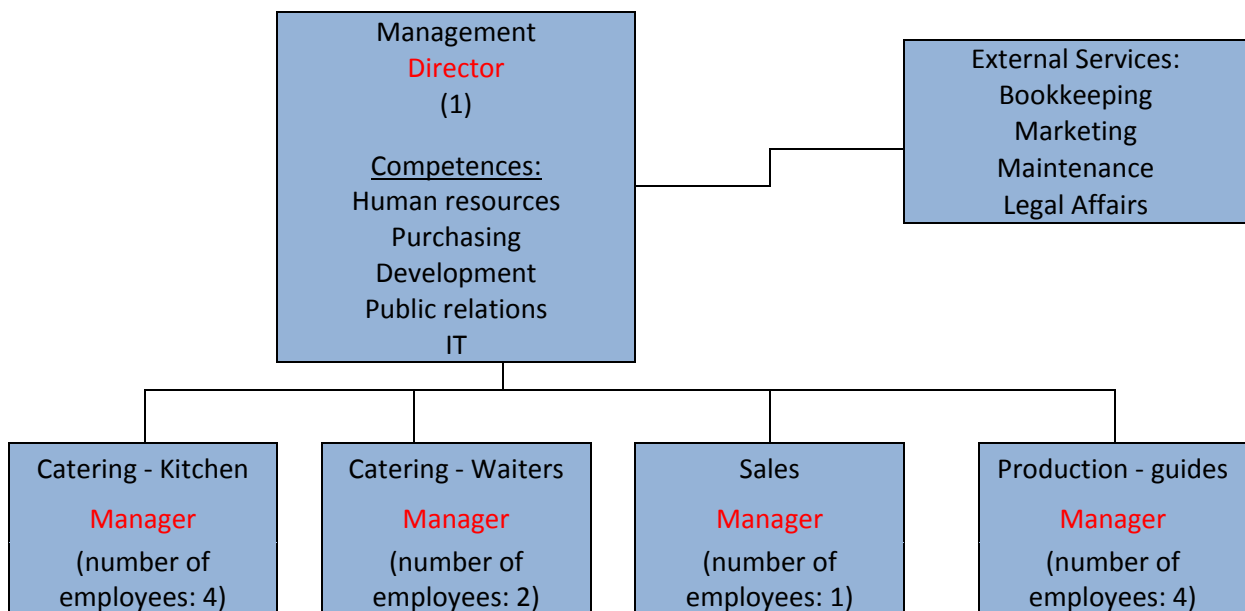 Management
Director
(1)
Competences:
Human resources
Purchasing
Development
Public relations
IT
External Services:
Bookkeeping
Marketing
Maintenance
Legal Affairs
Catering - Kitchen
Manager
(number of
employees: 4)
Catering - Waiters
Manager
(number of
employees: 2)
Sales
Manager
(number of
employees: 1)
Production - guides
Manager
(number of
employees: 4)